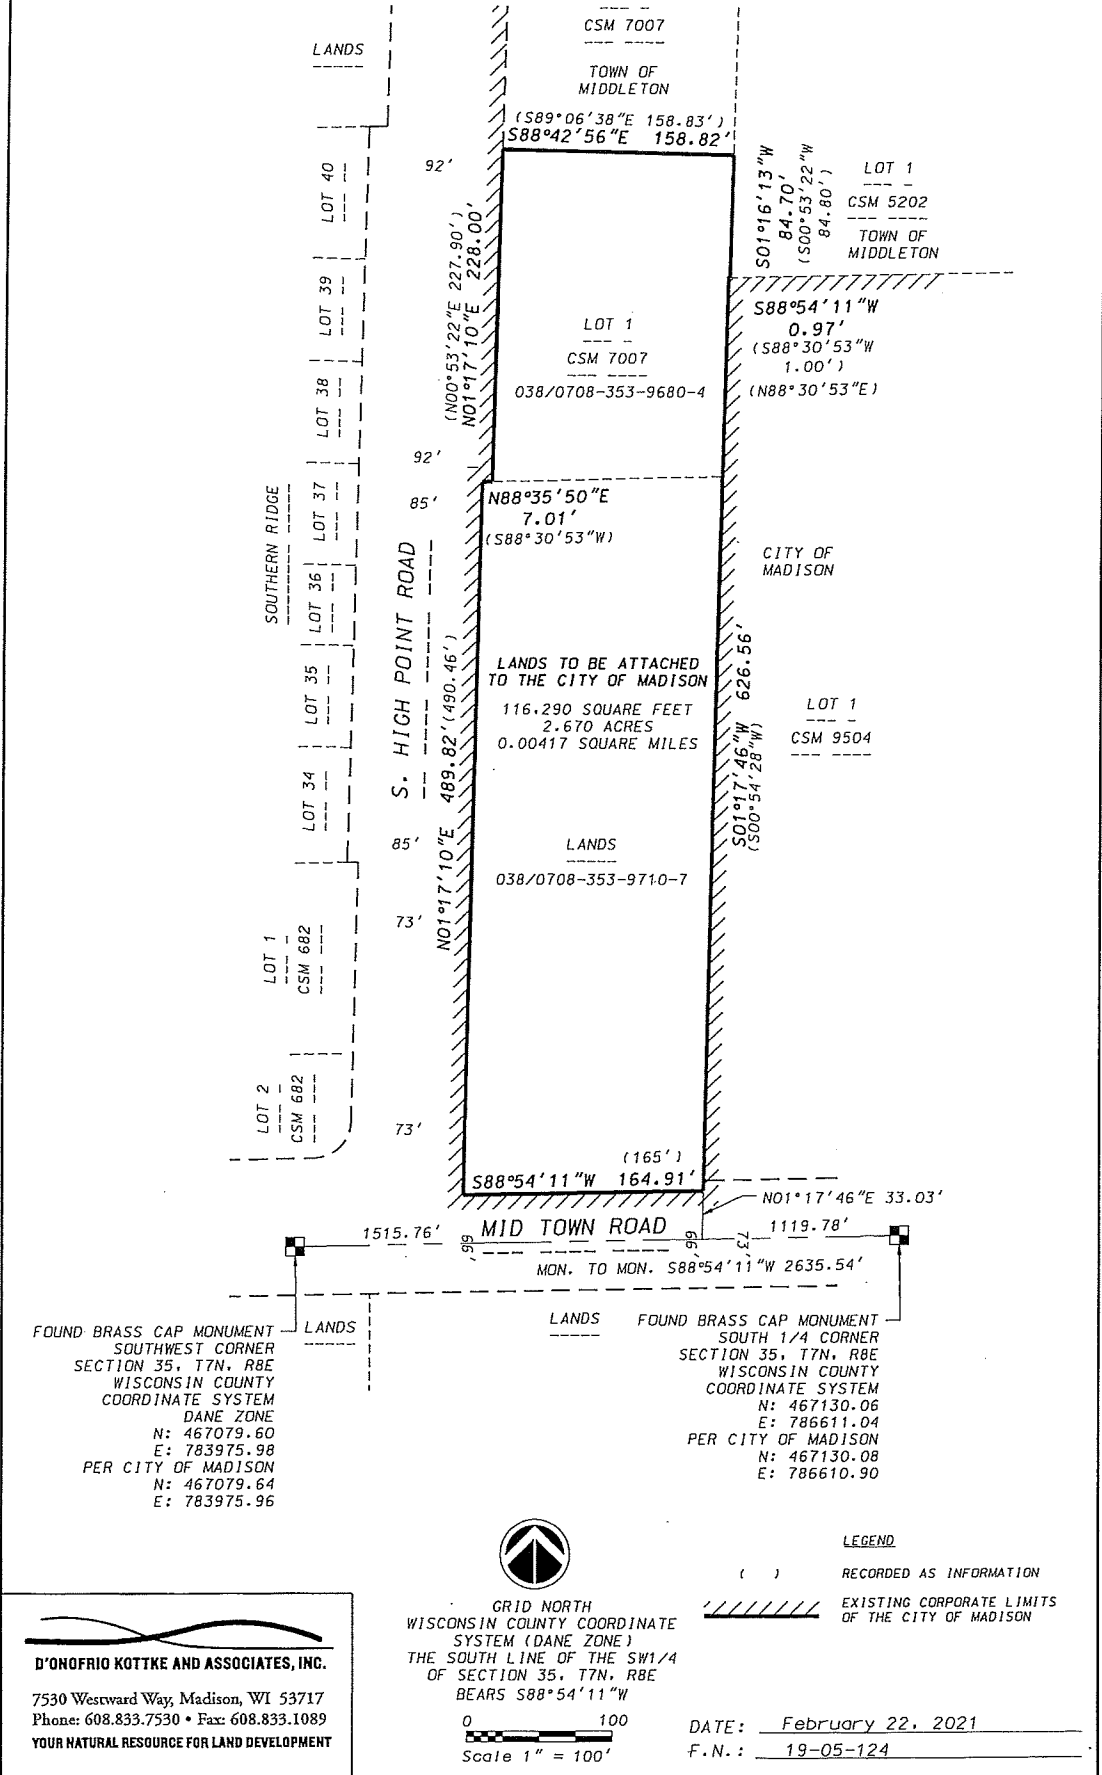 CSM 7007
LANDS
TOWN OF
MIDDLETON
(S89°06'38"E 158.83')
S88°42'56"E 158.82'
92'
LOT 40
S01°16'13"W
84.70'
(S00°53'22"W
84.80')
LOT 1
CSM 5202
TOWN OF
MIDDLETON
(N00°53'22"E 227.90')
N01°17'10"E 228.00'
LOT 39
S88°54'11"W
0.97'
(S88°30'53"W
1.00')
(N88°30'53"E)
LOT 1
CSM 7007
038/0708-353-9680-4
LOT 38
92'
85'
LOT 37
N88°35'50"E
7.01'
(S88°30'53"W)
SOUTHERN RIDGE
CITY OF
MADISON
LOT 36
S. HIGH POINT ROAD
LANDS TO BE ATTACHED
TO THE CITY OF MADISON
116,290 SQUARE FEET
2.670 ACRES
0.00417 SQUARE MILES
LOT 35
N01°17'10"E 489.82'(490.46')
S01°17'46"W 626.56'
(S00°54'28"W)
LOT 1
CSM 9504
LOT 34
85'
LANDS
038/0708-353-9710-7
73'
LOT 1
CSM 682
LOT 2
CSM 682
73'
(165')
S88°54'11"W 164.91'
N01°17'46"E 33.03'
1515.76'
66'
MID TOWN ROAD
66'
73'
1119.78'
MON. TO MON. S88°54'11"W 2635.54'
LANDS
LANDS
FOUND BRASS CAP MONUMENT
SOUTHWEST CORNER
SECTION 35, T7N, R8E
WISCONSIN COUNTY
COORDINATE SYSTEM
DANE ZONE
N: 467079.60
E: 783975.98
PER CITY OF MADISON
N: 467079.64
E: 783975.96
FOUND BRASS CAP MONUMENT
SOUTH 1/4 CORNER
SECTION 35, T7N, R8E
WISCONSIN COUNTY
COORDINATE SYSTEM
N: 467130.06
E: 786611.04
PER CITY OF MADISON
N: 467130.08
E: 786610.90
GRID NORTH
WISCONSIN COUNTY COORDINATE
SYSTEM (DANE ZONE)
THE SOUTH LINE OF THE SW1/4
OF SECTION 35, T7N, R8E
BEARS S88°54'11"W
0 100
Scale 1" = 100'
LEGEND
( ) RECORDED AS INFORMATION
EXISTING CORPORATE LIMITS
OF THE CITY OF MADISON
D'ONOFRIO KOTTKE AND ASSOCIATES, INC.
7530 Westward Way, Madison, WI 53717
Phone: 608.833.7530 • Fax: 608.833.1089
YOUR NATURAL RESOURCE FOR LAND DEVELOPMENT
DATE: February 22, 2021
F.N.: 19-05-124